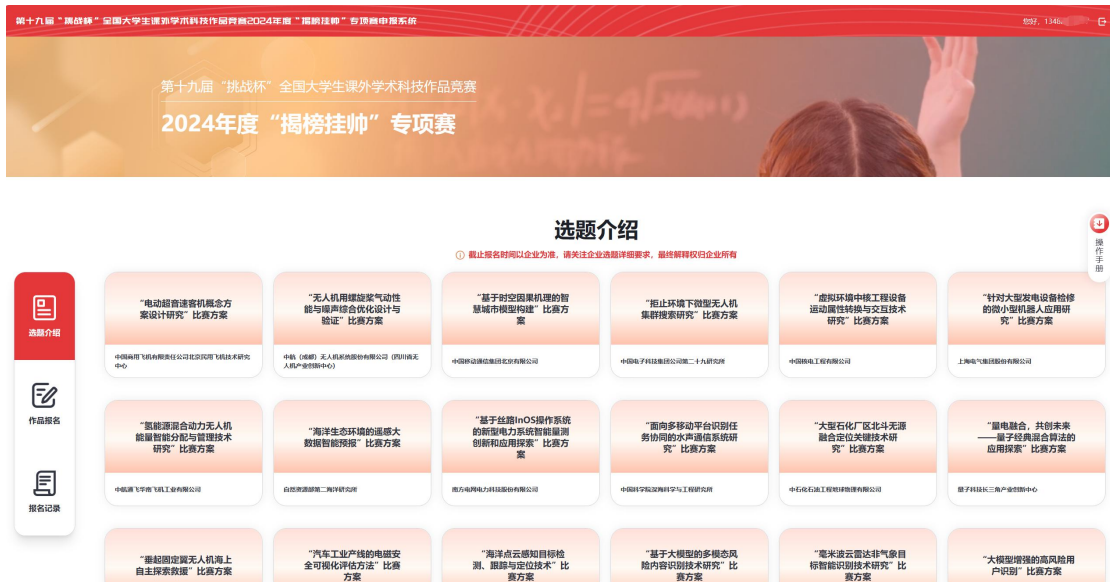 第十九届“挑战杯”全国大学生课外学术科技作品竞赛2024年度“揭榜挂帅”专项赛申报系统
您好，1346
第十九届“挑战杯”全国大学生课外学术科技作品竞赛
2024年度“揭榜挂帅”专项赛
选题介绍
截止报名时间以企业为准，请关注企业选题详细要求，最终解释权归企业所有
操作手册
选题介绍
作品报名
报名记录
“电动超音速客机概念方
案设计研究”比赛方案
中国商用飞机有限责任公司北京民用飞机技术研究
中心
“无人机用螺旋桨气动性
能与噪声综合优化设计与
验证”比赛方案
中航（成都）无人机系统股份有限公司（四川省无
人机产业创新中心）
“基于时空因果机理的智
慧城市模型构建”比赛方
案
中国移动通信集团北京有限公司
“拒止环境下微型无人机
集群搜索研究”比赛方案
中国电子科技集团公司第二十九研究所
“虚拟环境中核工程设备
运动属性转换与交互技术
研究”比赛方案
中国核电工程有限公司
“针对大型发电设备检修
的微小型机器人应用研
究”比赛方案
上海电气集团股份有限公司
“氢能源混合动力无人机
能量智能分配与管理技术
研究”比赛方案
中航通飞华南飞机工业有限公司
“海洋生态环境的遥感大
数据智能预报”比赛方案
自然资源部第二海洋研究所
“基于丝路InOS操作系统
的新型电力系统智能量测
创新和应用探索”比赛方
案
南方电网电力科技股份有限公司
“面向多移动平台识别任
务协同的水声通信系统研
究”比赛方案
中国科学院深海科学与工程研究所
“大型石化厂区北斗无源
融合定位关键技术研
究”比赛方案
中石化石油工程地球物理有限公司
“量电融合，共创未来
——量子经典混合算法的
应用探索”比赛方案
量子科技长三角产业创新中心
“垂起固定翼无人机海上
自主探索救援”比赛方案
“汽车工业产线的电磁安
全可视化评估方法”比赛
方案
“海洋点云感知目标检
测、跟踪与定位技术”比
赛方案
“基于大模型的多模态风
险内容识别技术研究”比
赛方案
“毫米波云雷达非气象目
标智能识别技术研究”比
赛方案
“大模型增强的高风险用
户识别”比赛方案